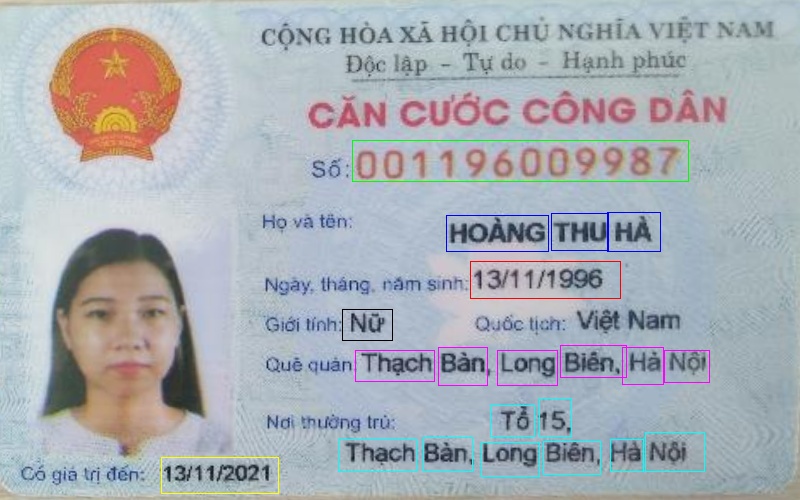 CỘNG HÒA XÃ HỘI CHỦ NGHĨA VIỆT NAM
Độc lập - Tự do - Hạnh phúc
CĂN CƯỚC CÔNG DÂN
Số: 001196009987
Họ và tên: HOÀNG THU HÀ
Ngày, tháng, năm sinh: 13/11/1996
Giới tính: Nữ Quốc tịch: Việt Nam
Quê quán: Thạch Bàn, Long Biên, Hà Nội
Nơi thường trú: Tổ 15,
Thạch Bàn, Long Biên, Hà Nội
Có giá trị đến: 13/11/2021